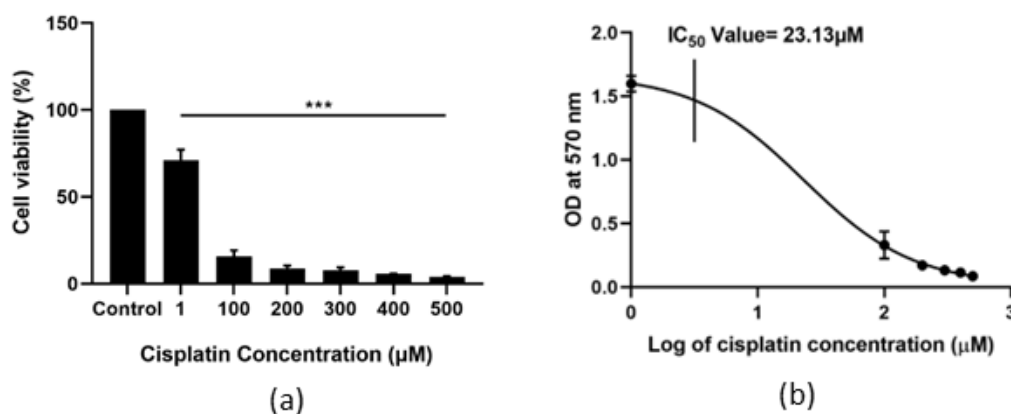 150
100
50
0
Cell viability (%)
***
Control 1 100 200 300 400 500
Cisplatin Concentration (µM)
(a)
IC50 Value= 23.13µM
2.0
1.5
1.0
0.5
0.0
OD at 570 nm
0 1 2 3
Log of cisplatin concentration (µM)
(b)